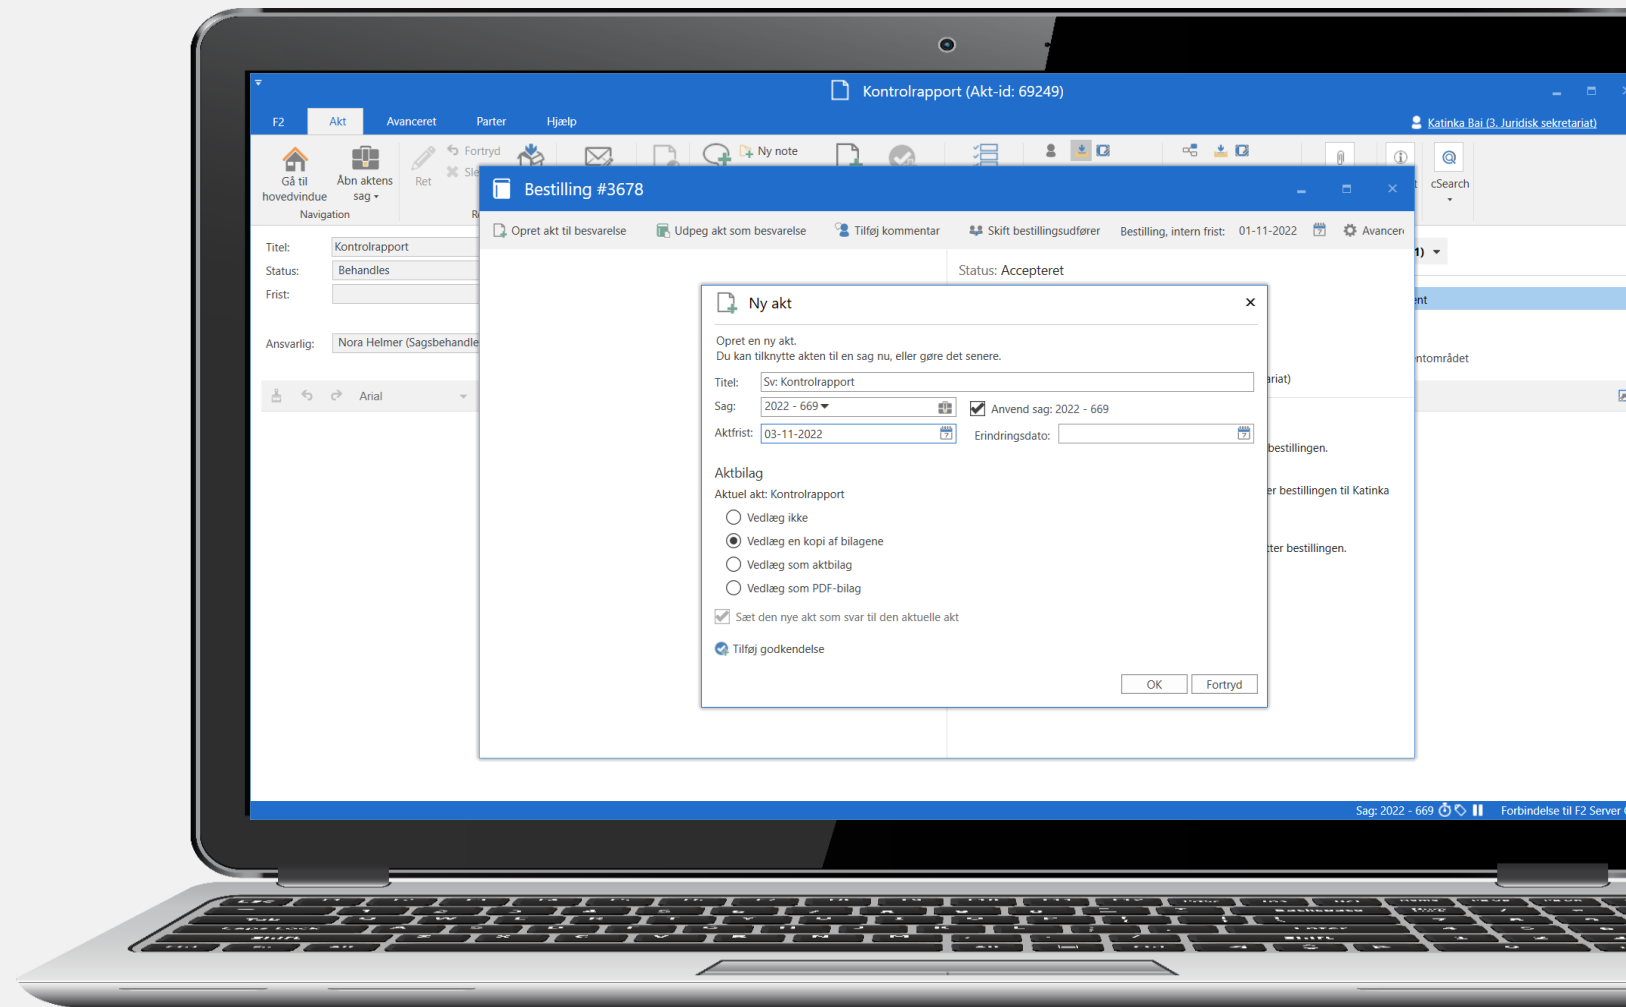 Kontrolrapport (Akt-id: 69249)
F2 Akt Avanceret Parter Hjælp
Katinka Bai (3. Juridisk sekretariat)
Gå til hovedvindue
Åbn aktens sag
Navigation
Ret
Fortryd
Ny note
cSearch
Titel: Kontrolrapport
Status: Behandles
Frist:
Ansvarlig: Nora Helmer (Sagsbehandle
Arial
Bestilling #3678
Opret akt til besvarelse Udpeg akt som besvarelse Tilføj kommentar Skift bestillingsudfører Bestilling, intern frist: 01-11-2022 Avancere
Status: Accepteret
ariat)
bestillingen.
er bestillingen til Katinka
tter bestillingen.
1)
ent
entområdet
Ny akt
Opret en ny akt.
Du kan tilknytte akten til en sag nu, eller gøre det senere.
Titel: Sv: Kontrolrapport
Sag: 2022 - 669 Anvend sag: 2022 - 669
Aktfrist: 03-11-2022 Erindringsdato:
Aktbilag
Aktuel akt: Kontrolrapport
Vedlæg ikke
Vedlæg en kopi af bilagene
Vedlæg som aktbilag
Vedlæg som PDF-bilag
Sæt den nye akt som svar til den aktuelle akt
Tilføj godkendelse
OK Fortryd
Sag: 2022 - 669 Forbindelse til F2 Server